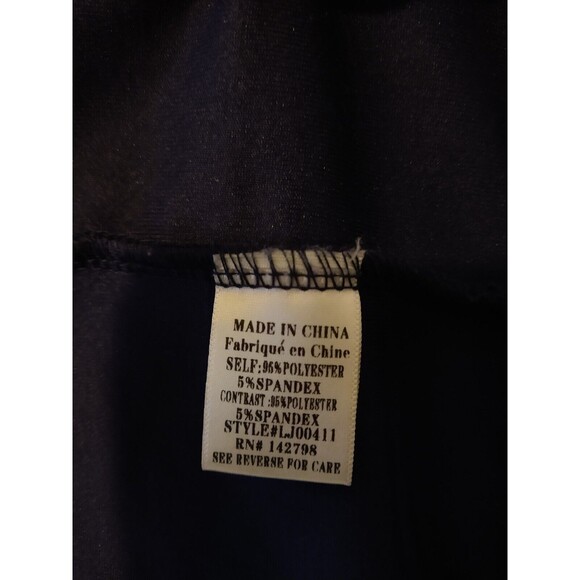 MADE IN CHINA
Fabriqué en Chine
SELF:96%POLYESTER
5%SPANDEX
CONTRAST:95%POLYESTER
5%SPANDEX
STYLE#LJ00411
RN# 142798
SEE REVERSE FOR CARE